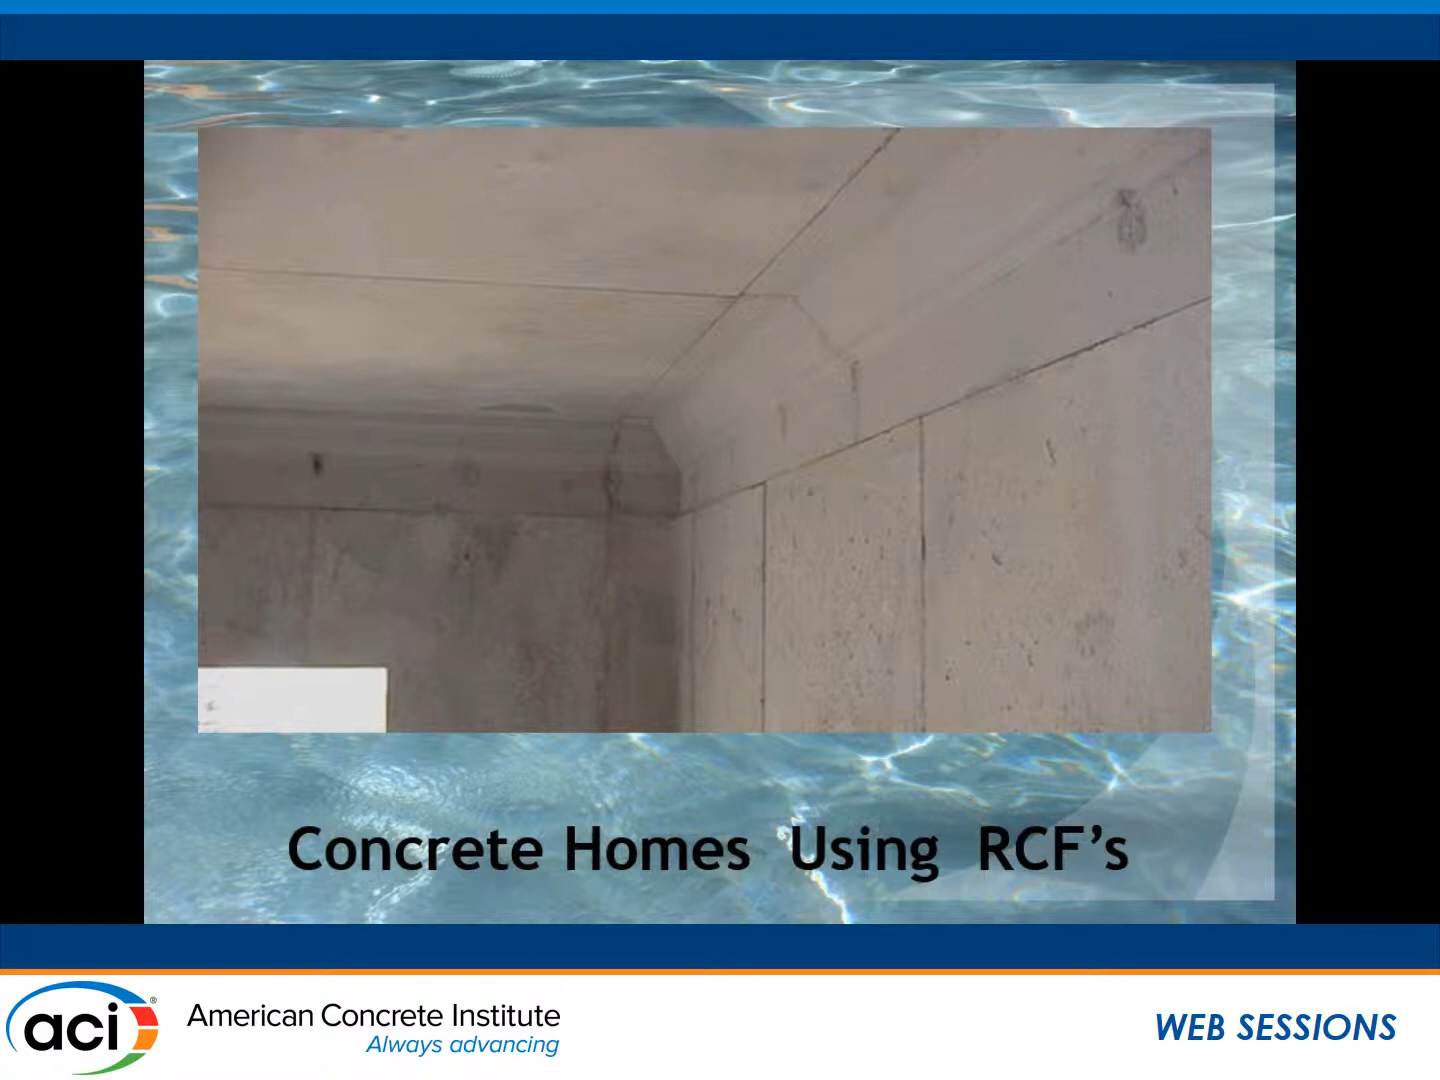 Concrete Homes Using RCF's
aci®
American Concrete Institute
Always advancing
WEB SESSIONS